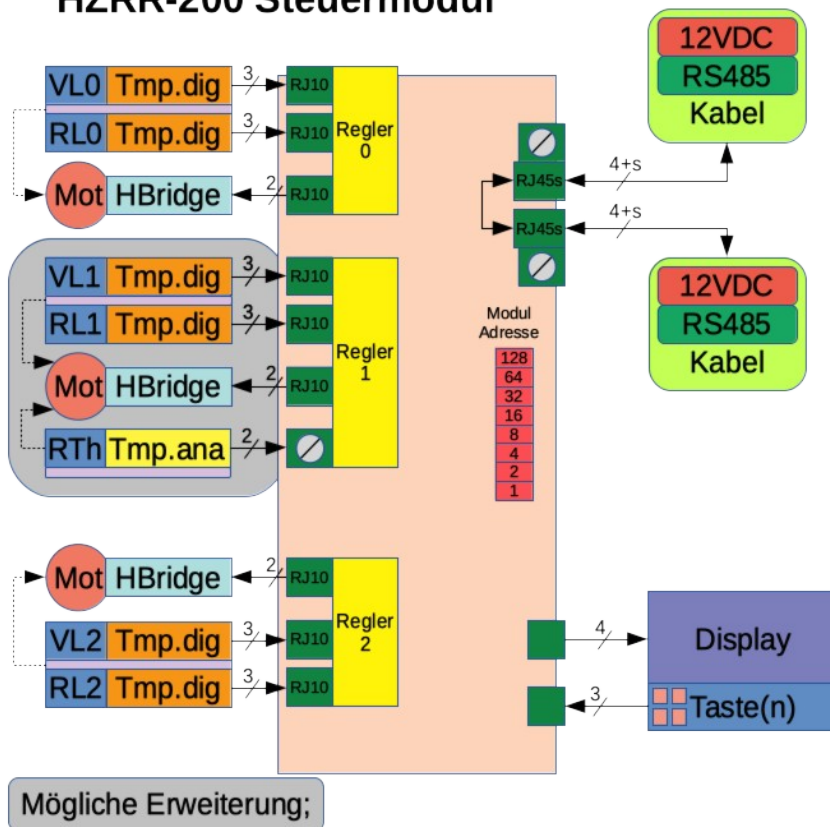 HZRR-200 Steuermodul
12VDC
RS485
Kabel
VL0 Tmp.dig 3 RJ10
RL0 Tmp.dig 3 RJ10
Regler
0
Mot HBridge 2 RJ10
RJ45s 4+s
RJ45s 4+s
VL1 Tmp.dig 3 RJ10
RL1 Tmp.dig 3 RJ10
Regler
1
Mot HBridge 2 RJ10
RTh Tmp.ana 2
12VDC
RS485
Kabel
Modul
Adresse
128
64
32
16
8
4
2
1
Mot HBridge 2 RJ10
Regler
2
VL2 Tmp.dig 3 RJ10
RL2 Tmp.dig 3 RJ10
4 Display
3 Taste(n)
Mögliche Erweiterung;